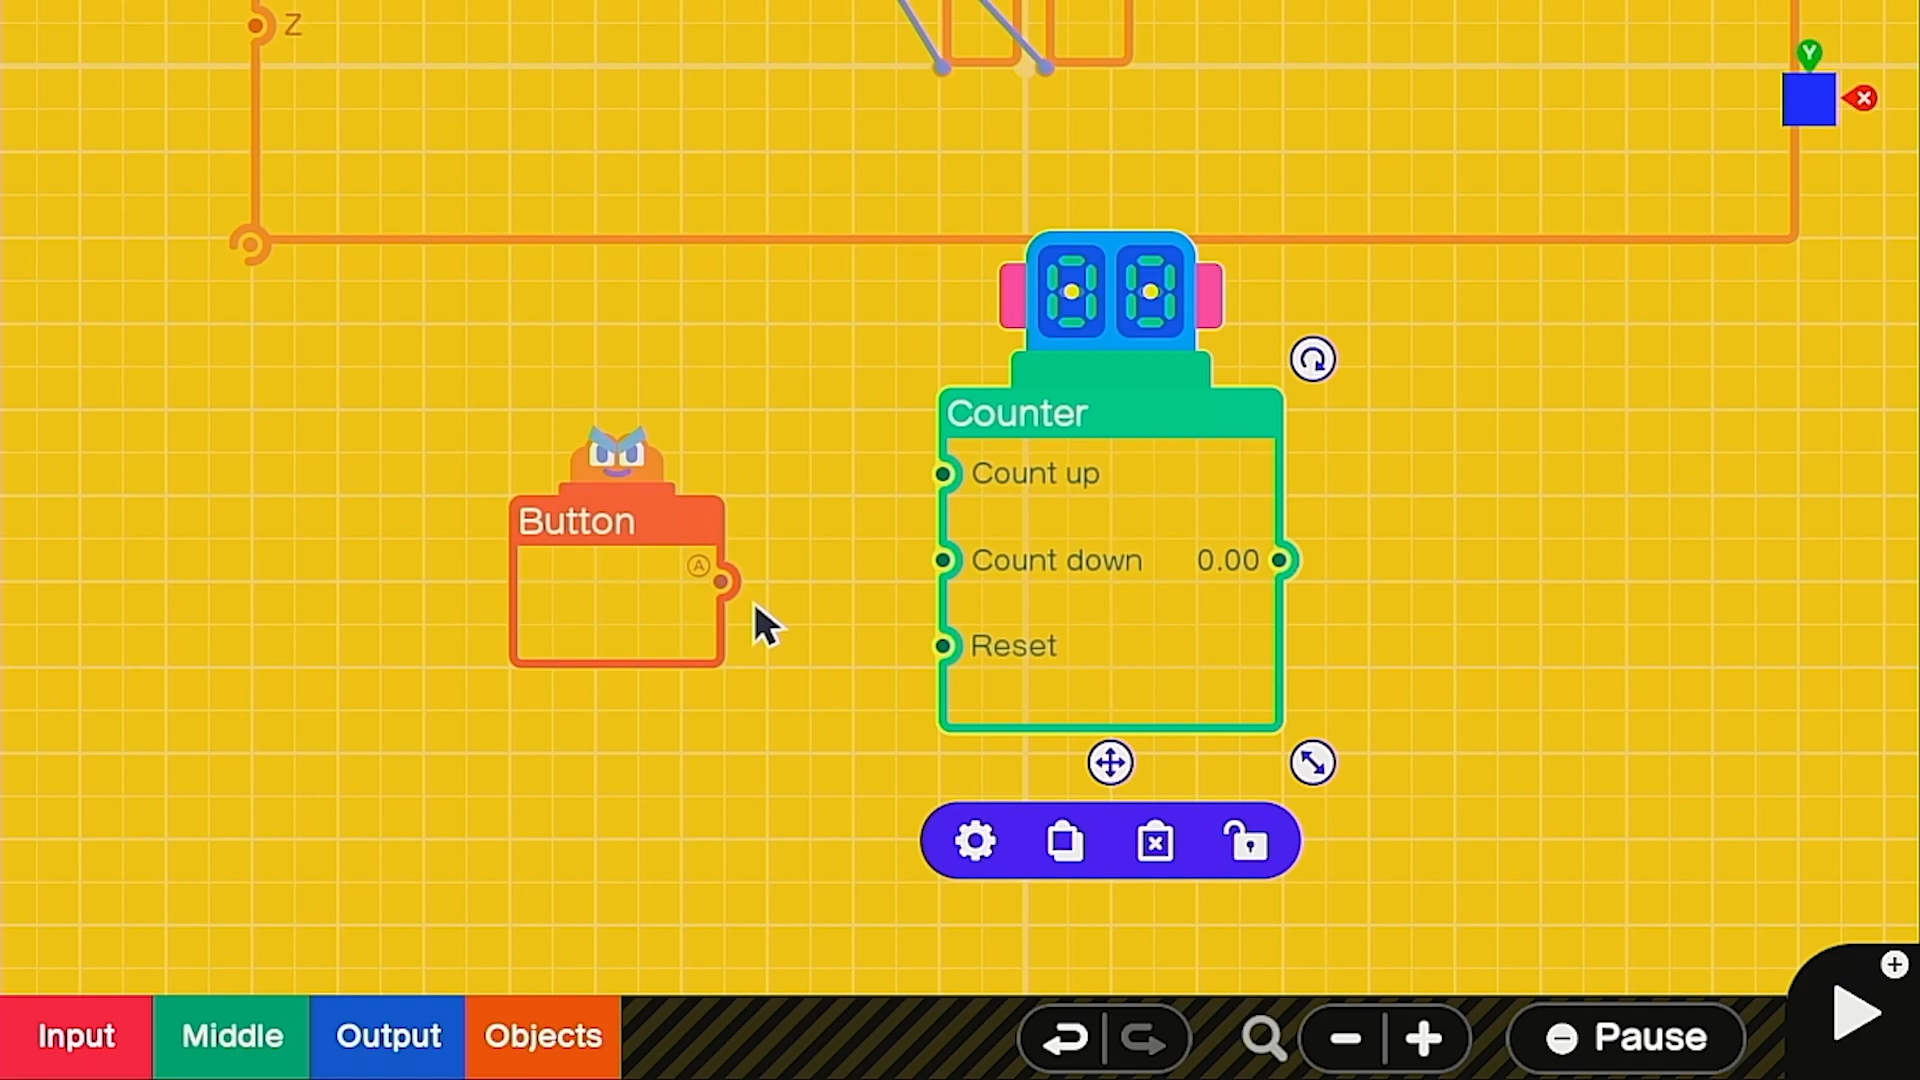 Z
Y
X
Counter
Count up
Button
A
Count down 0.00
Reset
Input
Middle
Output
Objects
Pause